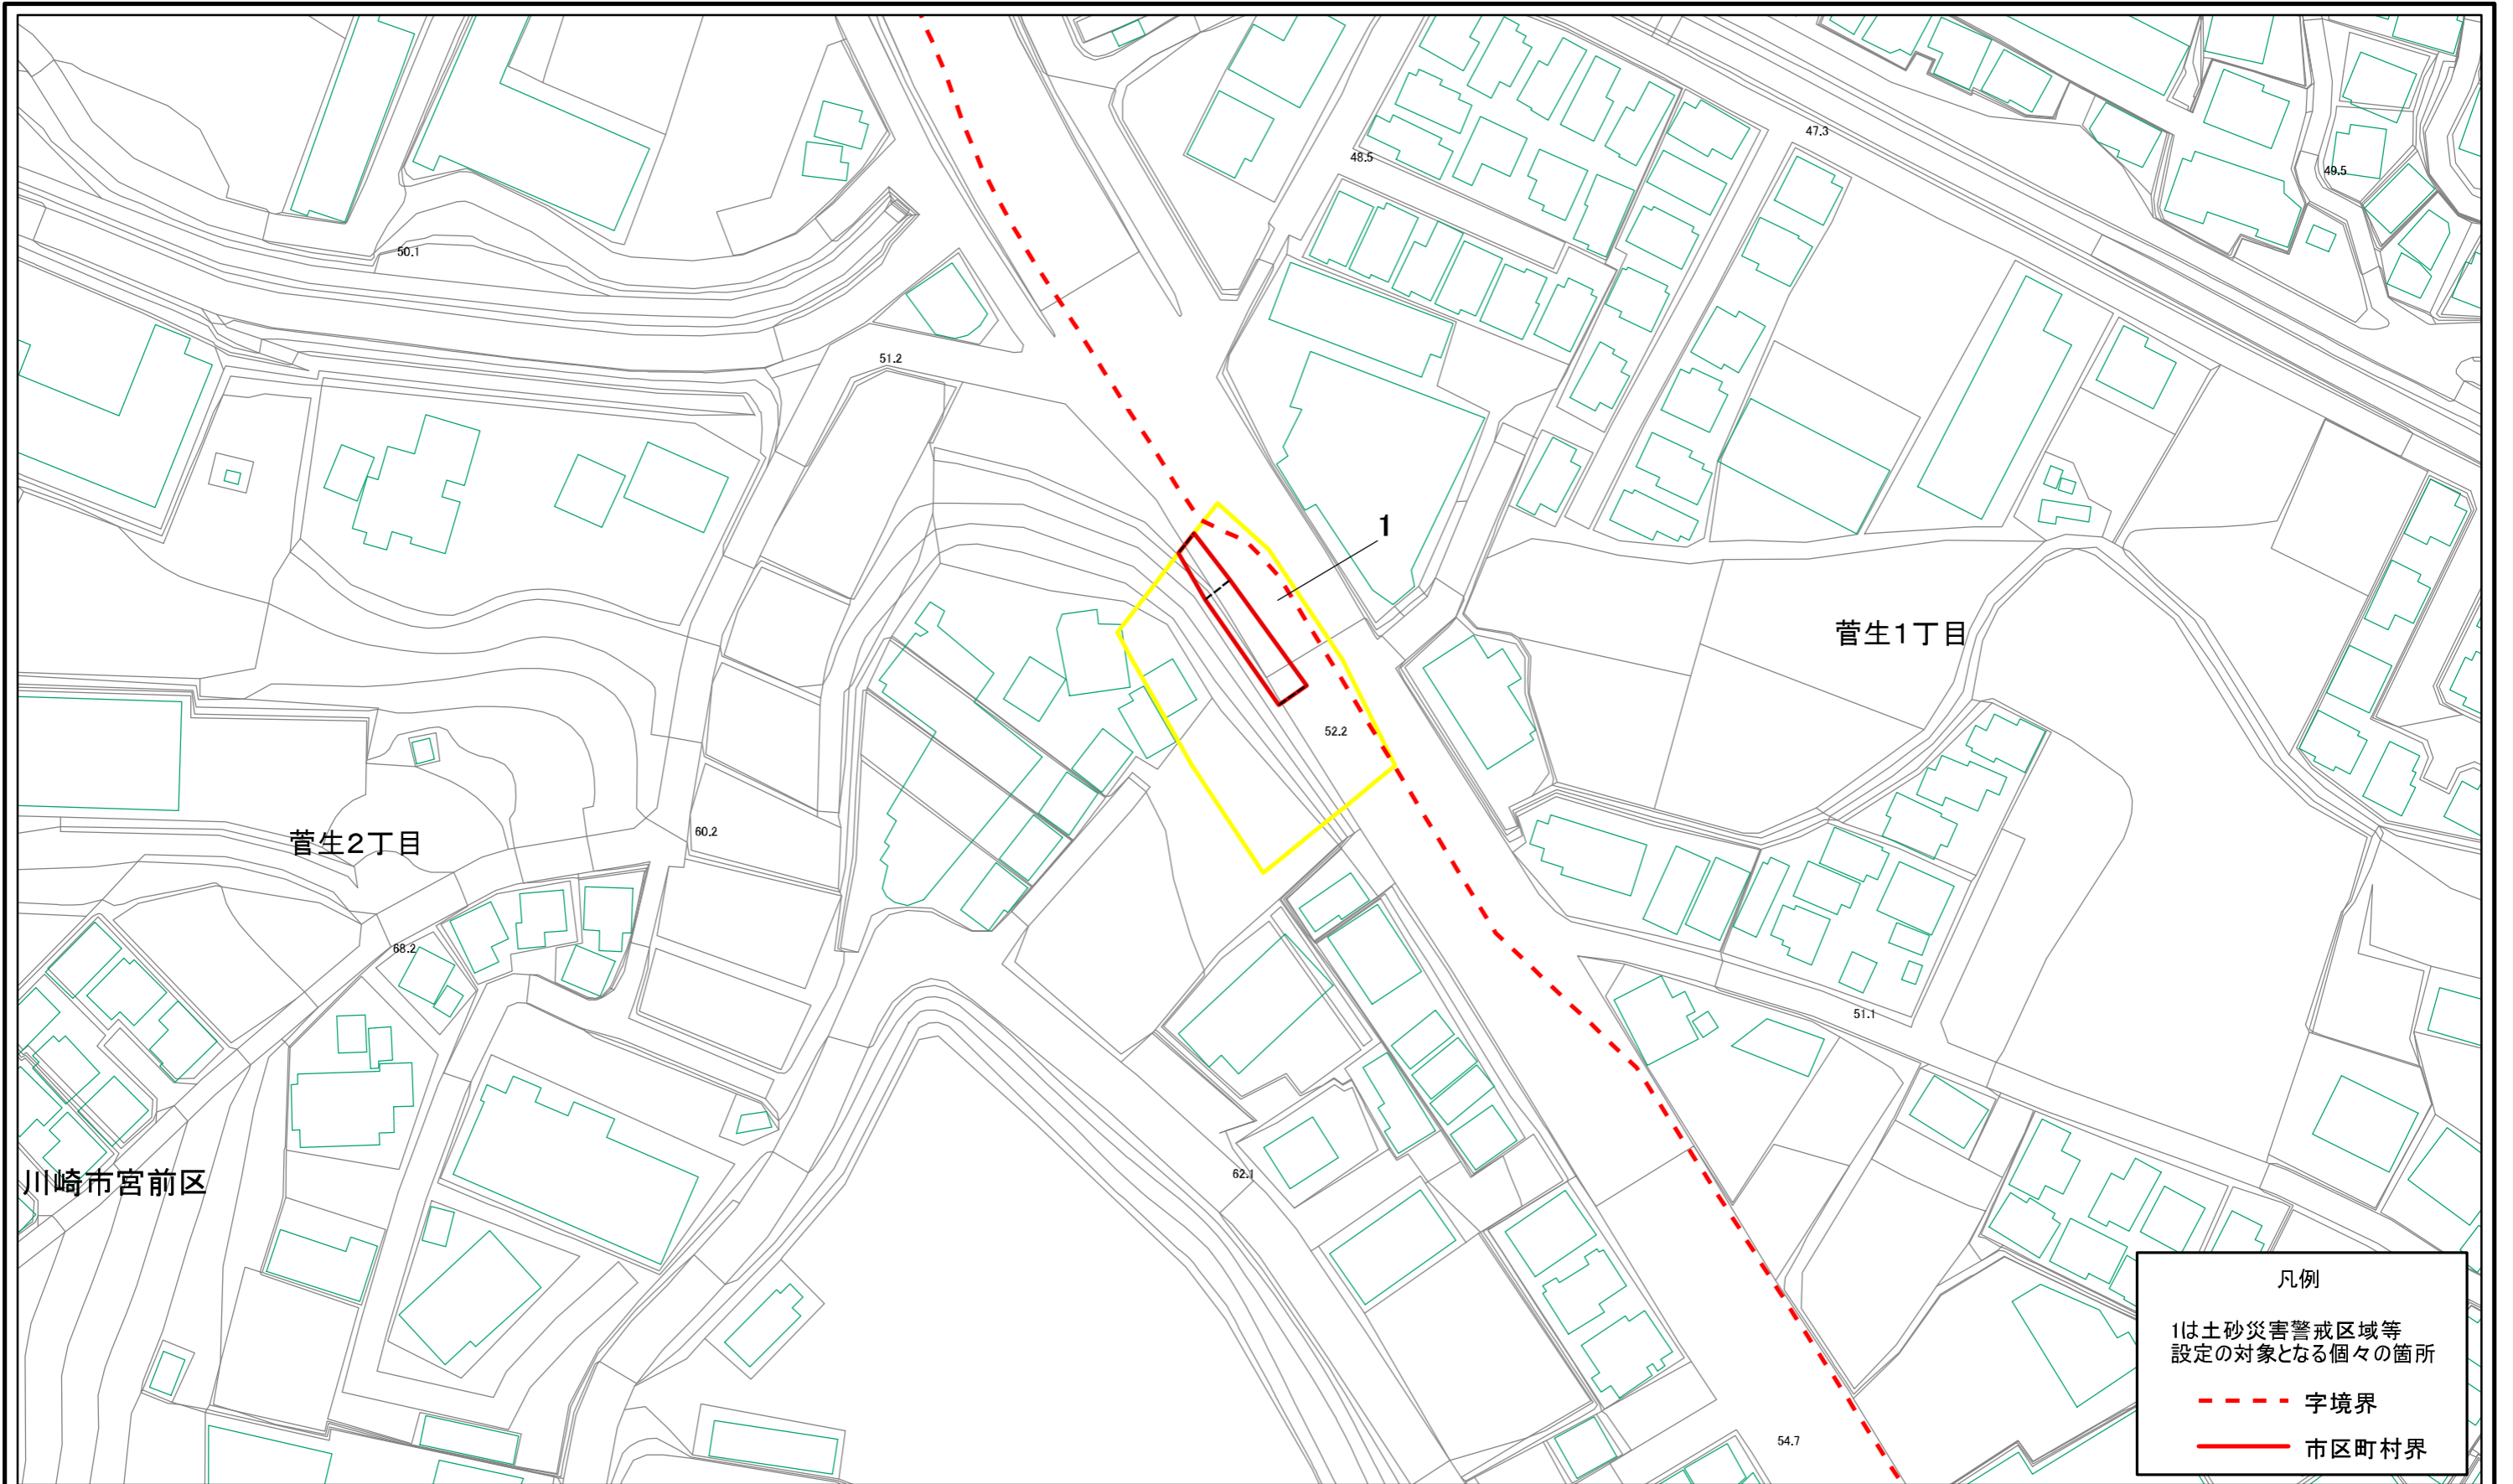 47.3
48.5
49.5
50.1
51.2
1
菅生1丁目
52.2
60.2
菅生2丁目
68.2
51.1
62.1
川崎市宮前区
54.7
凡例
1は土砂災害警戒区域等
設定の対象となる個々の箇所
字境界
市区町村界